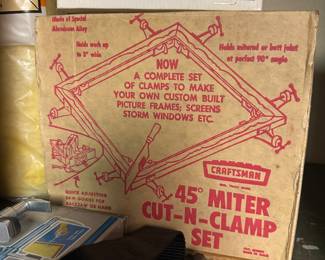 Made of Special
Aluminum Alloy
Holds work up
to 3" wide
Holds mitered or butt joint
at perfect 90° angle
NOW
A COMPLETE SET
OF CLAMPS TO MAKE
YOUR OWN CUSTOM BUILT
PICTURE FRAMES; SCREENS
STORM WINDOWS ETC.
CRAFTSMAN
QUICK ADJUSTING
SAW GUIDES FOR
BACKSAW OR HAND
45° MITER
CUT-N-CLAMP
SET